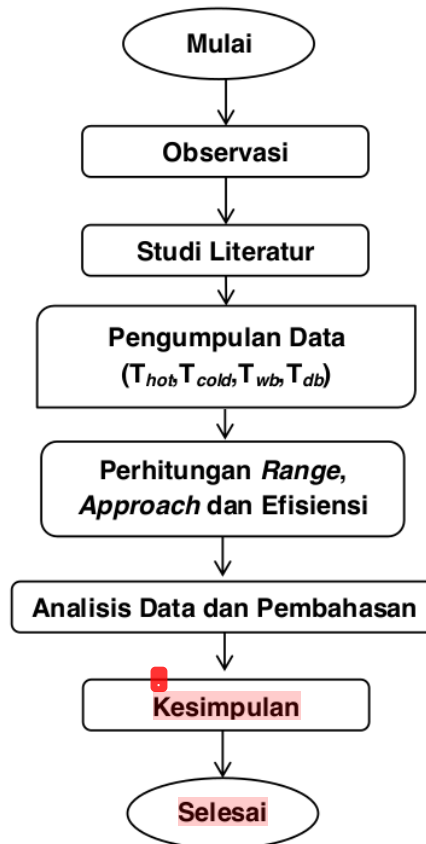 Mulai
Observasi
Studi Literatur
Pengumpulan Data
(Thot,Tcold,Twb,Tdb)
Perhitungan Range,
Approach dan Efisiensi
Analisis Data dan Pembahasan
Kesimpulan
Selesai